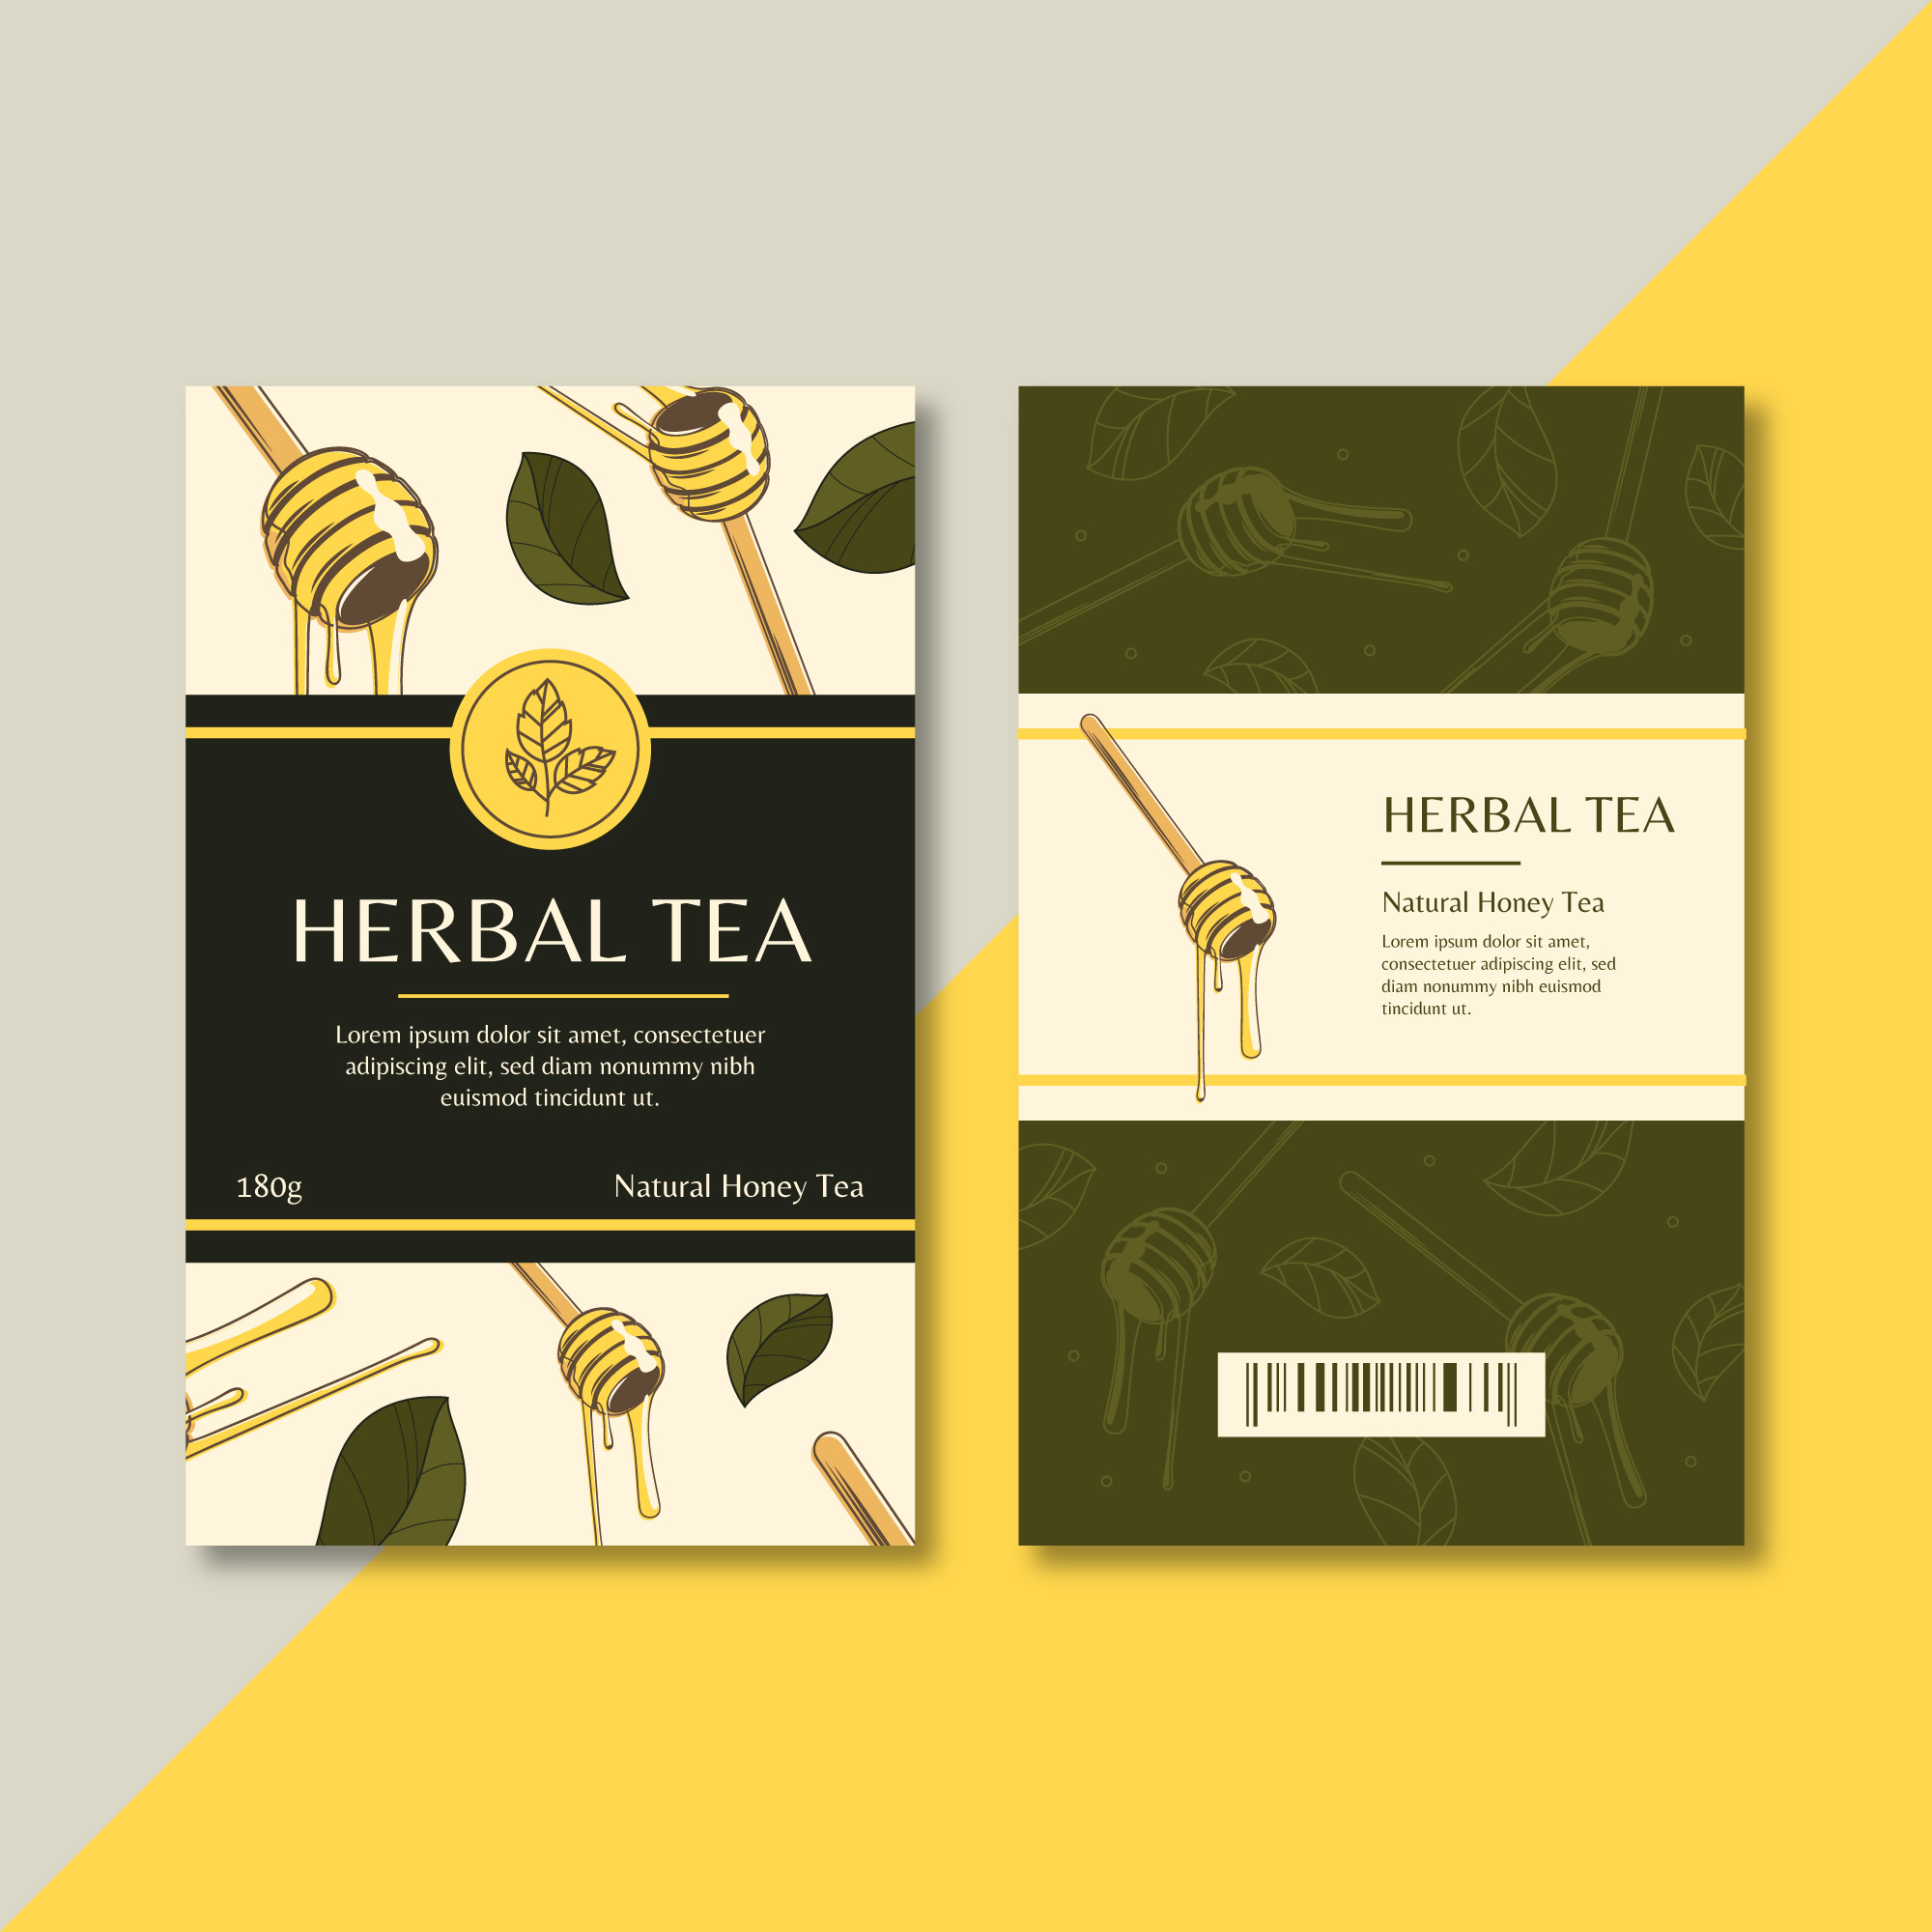 HERBAL TEA
Lorem ipsum dolor sit amet, consectetuer
adipiscing elit, sed diam nonummy nibh
euismod tincidunt ut.
180g
Natural Honey Tea
HERBAL TEA
Natural Honey Tea
Lorem ipsum dolor sit amet,
consectetuer adipiscing elit, sed
diam nonummy nibh euismod
tincidunt ut.